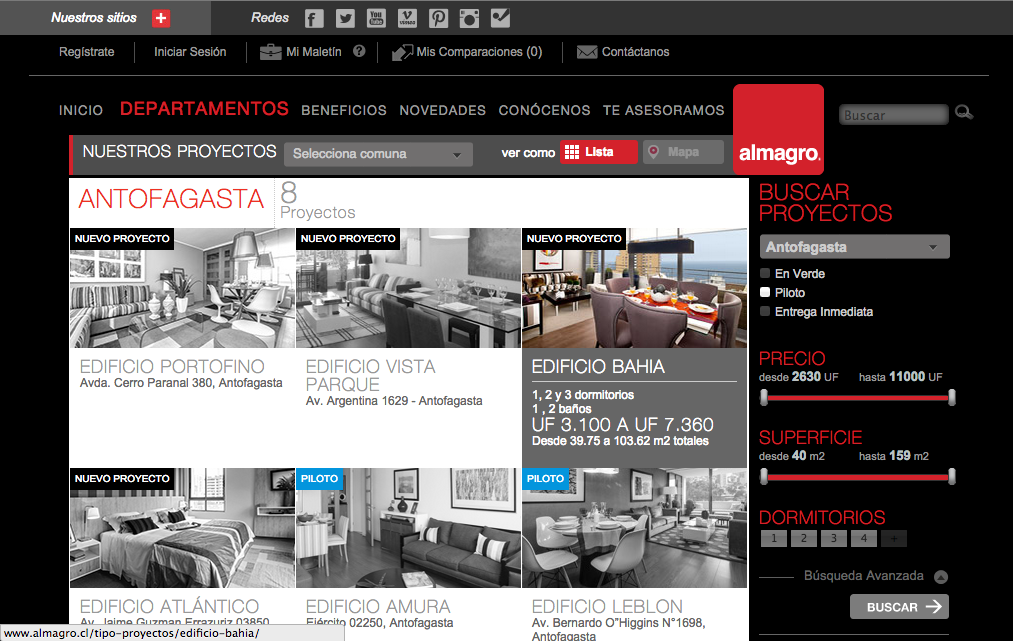 Nuestros sitios +
Redes
Regístrate
Iniciar Sesión
Mi Maletín ?
Mis Comparaciones (0)
Contáctanos
INICIO
DEPARTAMENTOS
BENEFICIOS
NOVEDADES
CONÓCENOS
TE ASESORAMOS
almagro.
Buscar
NUESTROS PROYECTOS
Selecciona comuna
ver como
Lista
Mapa
ANTOFAGASTA
8
Proyectos
NUEVO PROYECTO
EDIFICIO PORTOFINO
Avda. Cerro Paranal 380, Antofagasta
NUEVO PROYECTO
EDIFICIO VISTA
PARQUE
Av. Argentina 1629 - Antofagasta
NUEVO PROYECTO
EDIFICIO BAHIA
1, 2 y 3 dormitorios
1 , 2 baños
UF 3.100 A UF 7.360
Desde 39.75 a 103.62 m2 totales
NUEVO PROYECTO
EDIFICIO ATLÁNTICO
Av. Jaime Guzman Errazuriz 03850,
PILOTO
EDIFICIO AMURA
Ejército 02250, Antofagasta
PILOTO
EDIFICIO LEBLON
Av. Bernardo O"Higgins N°1698,
Antofagasta
BUSCAR
PROYECTOS
Antofagasta
En Verde
Piloto
Entrega Inmediata
PRECIO
desde 2630 UF hasta 11000 UF
SUPERFICIE
desde 40 m2 hasta 159 m2
DORMITORIOS
1 2 3 4 +
Búsqueda Avanzada
BUSCAR
www.almagro.cl/tipo-proyectos/edificio-bahia/